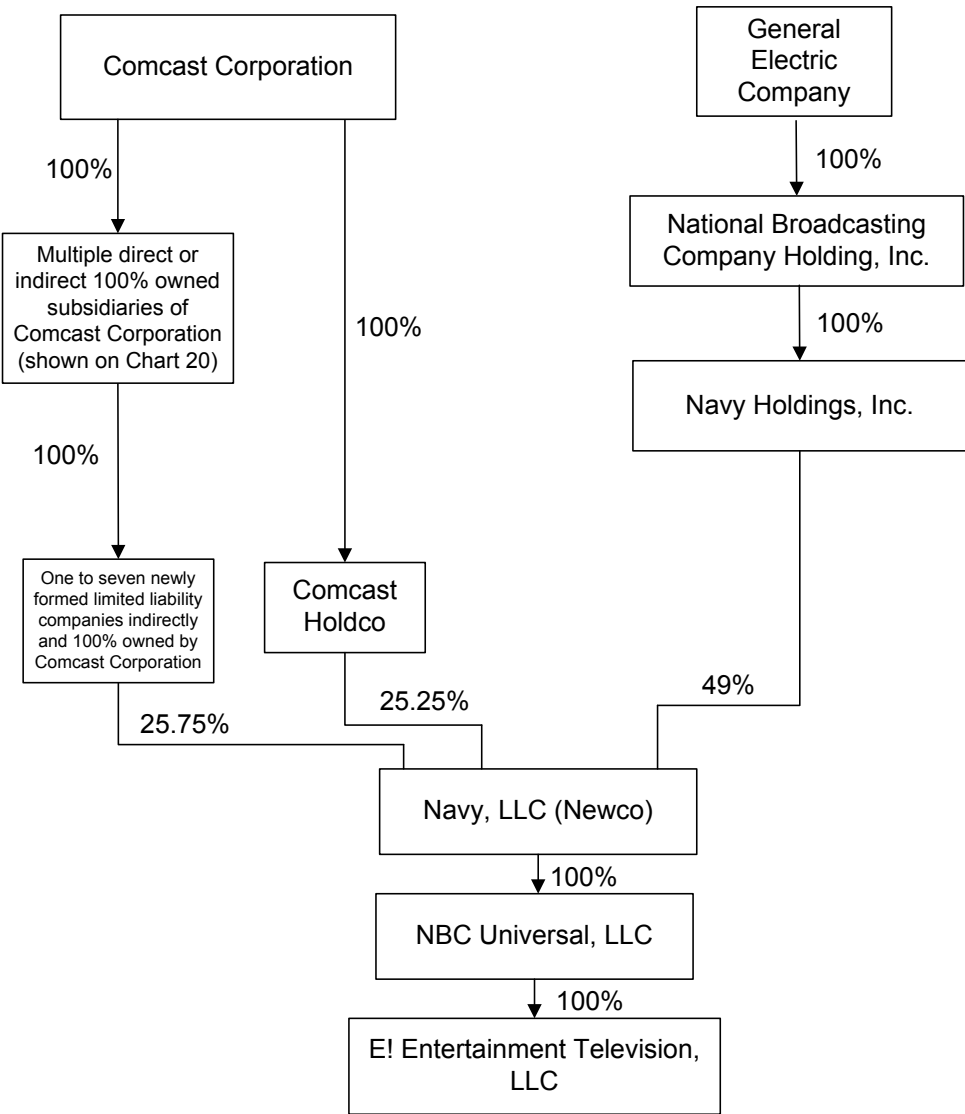 Comcast Corporation
General
Electric
Company
100%
100%
100%
Multiple direct or
indirect 100% owned
subsidiaries of
Comcast Corporation
(shown on Chart 20)
National Broadcasting
Company Holding, Inc.
100%
100%
Navy Holdings, Inc.
One to seven newly
formed limited liability
companies indirectly
and 100% owned by
Comcast Corporation
Comcast
Holdco
25.75%
25.25%
49%
Navy, LLC (Newco)
100%
NBC Universal, LLC
100%
E! Entertainment Television,
LLC